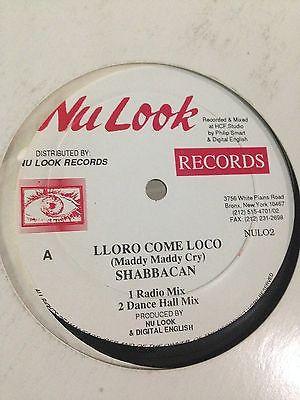 Nu Look
Recorded & Mixed
at HCF Studio
by Philip Smart
& Digital English
DISTRIBUTED BY:
NU LOOK RECORDS
RECORDS
3756 White Plains Road
Bronx, New York 10467
(212) 515-4701/02
FAX: (212) 231-2698
NULO2
A
LLORO COME LOCO
(Maddy Maddy Cry)
SHABBACAN
1 Radio Mix
2 Dance Hall Mix
PRODUCED BY
NU LOOK
& DIGITAL ENGLISH